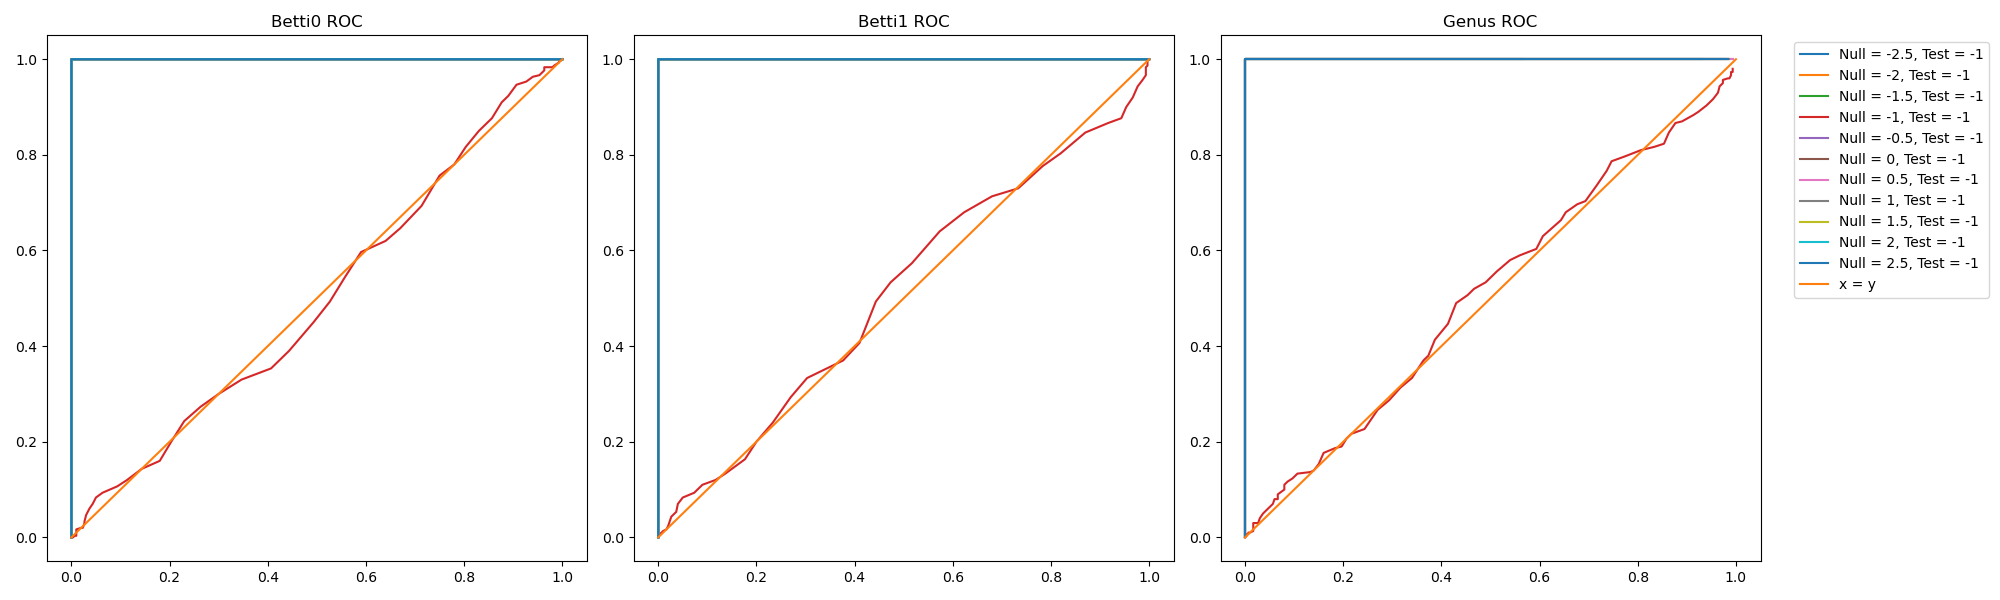 Betti0 ROC
1.0
0.8
0.6
0.4
0.2
0.0
0.0 0.2 0.4 0.6 0.8 1.0
Betti1 ROC
1.0
0.8
0.6
0.4
0.2
0.0
0.0 0.2 0.4 0.6 0.8 1.0
Genus ROC
1.0
0.8
0.6
0.4
0.2
0.0
0.0 0.2 0.4 0.6 0.8 1.0
Null = -2.5, Test = -1
Null = -2, Test = -1
Null = -1.5, Test = -1
Null = -1, Test = -1
Null = -0.5, Test = -1
Null = 0, Test = -1
Null = 0.5, Test = -1
Null = 1, Test = -1
Null = 1.5, Test = -1
Null = 2, Test = -1
Null = 2.5, Test = -1
x = y